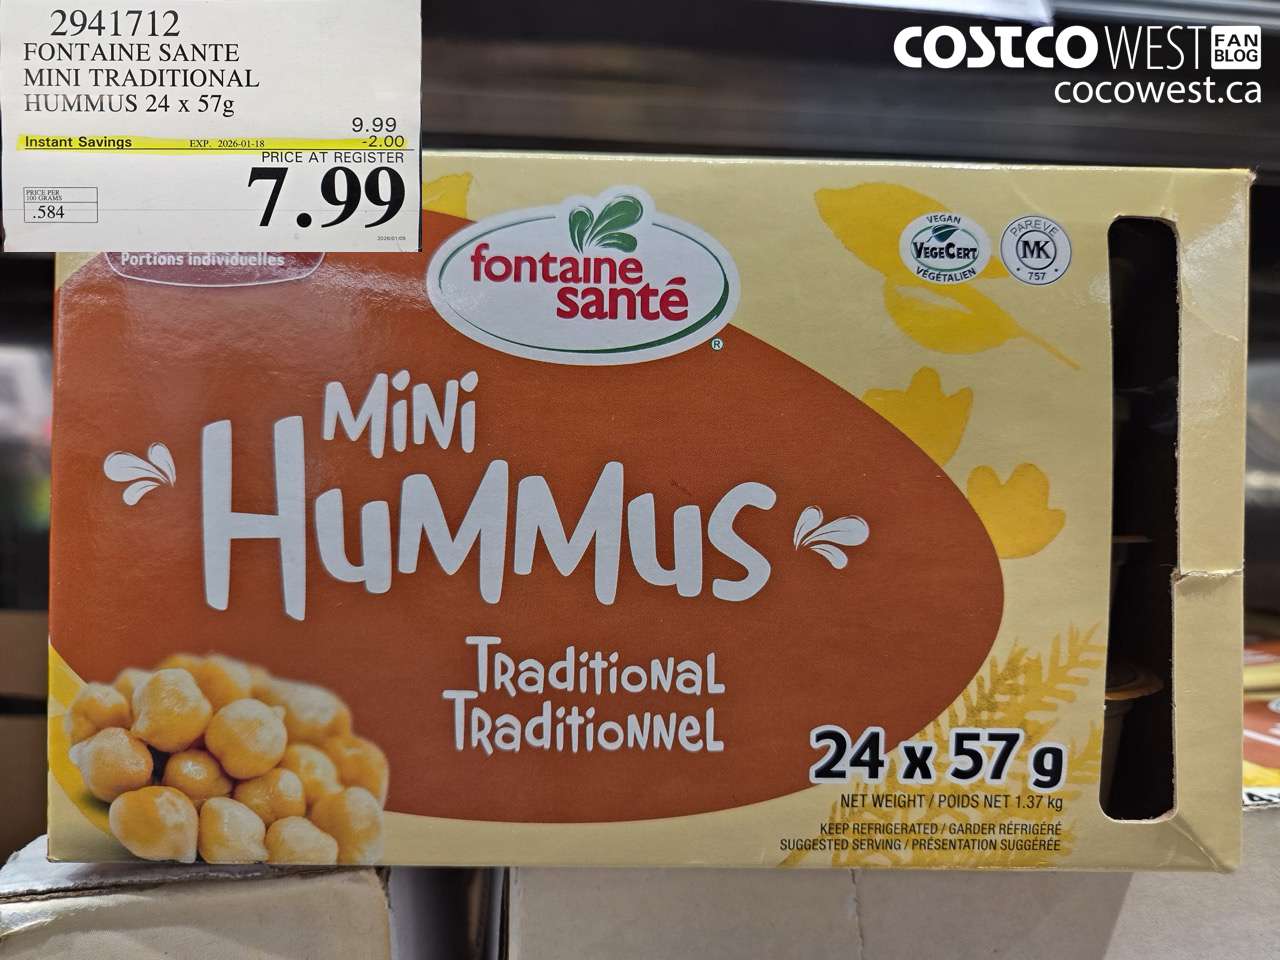 2941712
FONTAINE SANTE
MINI TRADITIONAL
HUMMUS 24 x 57g
9.99
Instant Savings EXP. 2026-01-18 -2.00
PRICE AT REGISTER
7.99
PRICE PER
100 GRAMS
.584
2026/01/05
COSTCO WEST FAN BLOG
cocowest.ca
Portions individuelles
fontaine
santé
®
VEGAN
VEGECERT
VÉGÉTALIEN
PAREVE
MK
757
MiNi
HuMMuS
TRaditioNaL
TRaditioNNeL
24 x 57 g
NET WEIGHT / POIDS NET 1.37 kg
KEEP REFRIGERATED / GARDER RÉFRIGÉRÉ
SUGGESTED SERVING / PRÉSENTATION SUGGÉRÉE